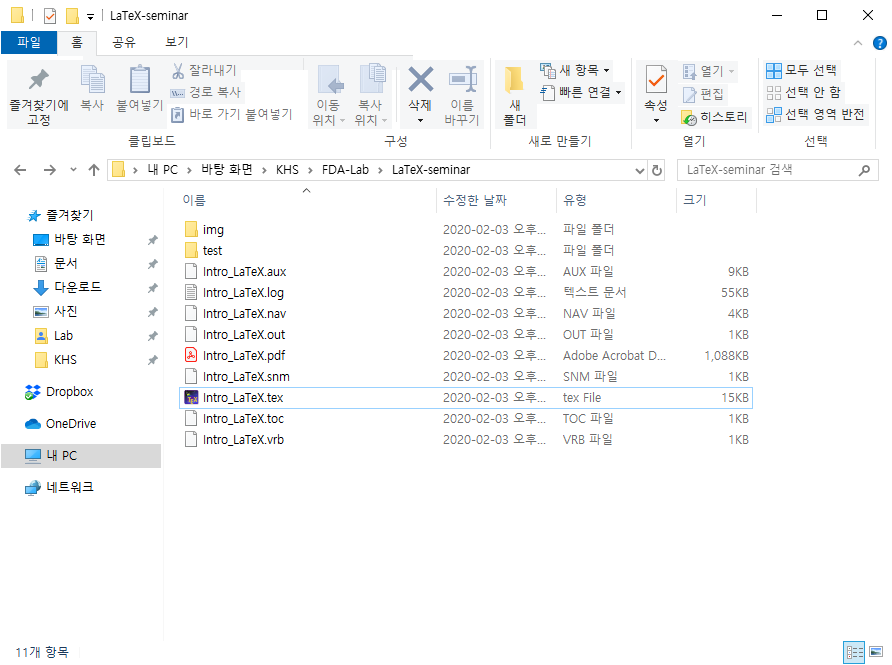 LaTeX-seminar
파일 홈 공유 보기
즐겨찾기에 고정
복사
붙여넣기
잘라내기
경로 복사
바로 가기 붙여넣기
클립보드
이동 위치
복사 위치
삭제
이름 바꾸기
구성
새 폴더
새 항목
빠른 연결
새로 만들기
속성
열기
편집
히스토리
열기
모두 선택
선택 안 함
선택 영역 반전
선택
내 PC > 바탕 화면 > KHS > FDA-Lab > LaTeX-seminar
LaTeX-seminar 검색
즐겨찾기
바탕 화면
문서
다운로드
사진
Lab
KHS
Dropbox
OneDrive
내 PC
네트워크
이름 수정한 날짜 유형 크기
img 2020-02-03 오후... 파일 폴더
test 2020-02-03 오후... 파일 폴더
Intro_LaTeX.aux 2020-02-03 오후... AUX 파일 9KB
Intro_LaTeX.log 2020-02-03 오후... 텍스트 문서 55KB
Intro_LaTeX.nav 2020-02-03 오후... NAV 파일 4KB
Intro_LaTeX.out 2020-02-03 오후... OUT 파일 1KB
Intro_LaTeX.pdf 2020-02-03 오후... Adobe Acrobat D... 1,088KB
Intro_LaTeX.snm 2020-02-03 오후... SNM 파일 1KB
Intro_LaTeX.tex 2020-02-03 오후... tex File 15KB
Intro_LaTeX.toc 2020-02-03 오후... TOC 파일 1KB
Intro_LaTeX.vrb 2020-02-03 오후... VRB 파일 1KB
11개 항목